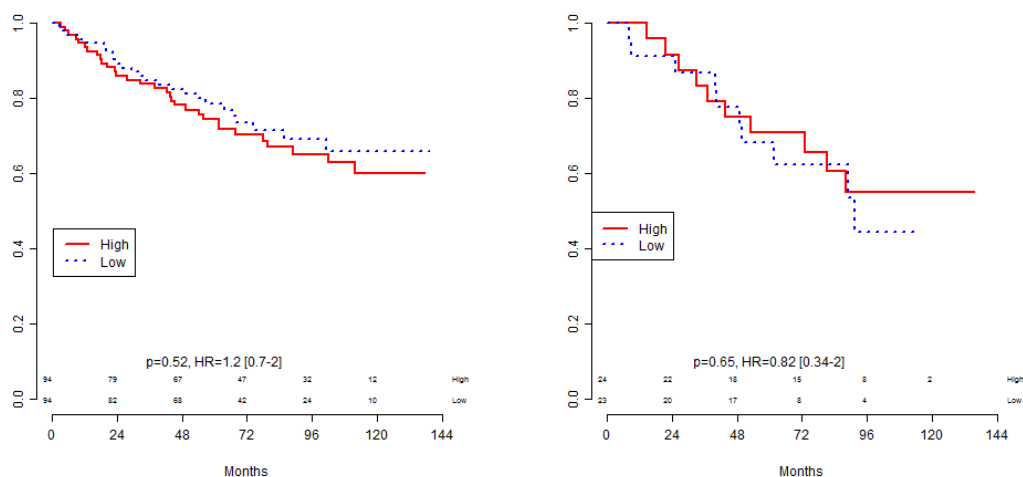 1.0
0.8
0.6
0.4
0.2
0.0
High
Low
p=0.52, HR=1.2 [0.7-2]
94 79 67 47 32 12 High
94 82 68 42 24 10 Low
0 24 48 72 96 120 144
Months
1.0
0.8
0.6
0.4
0.2
0.0
High
Low
p=0.65, HR=0.82 [0.34-2]
24 22 18 15 8 2 High
23 20 17 8 4 Low
0 24 48 72 96 120 144
Months